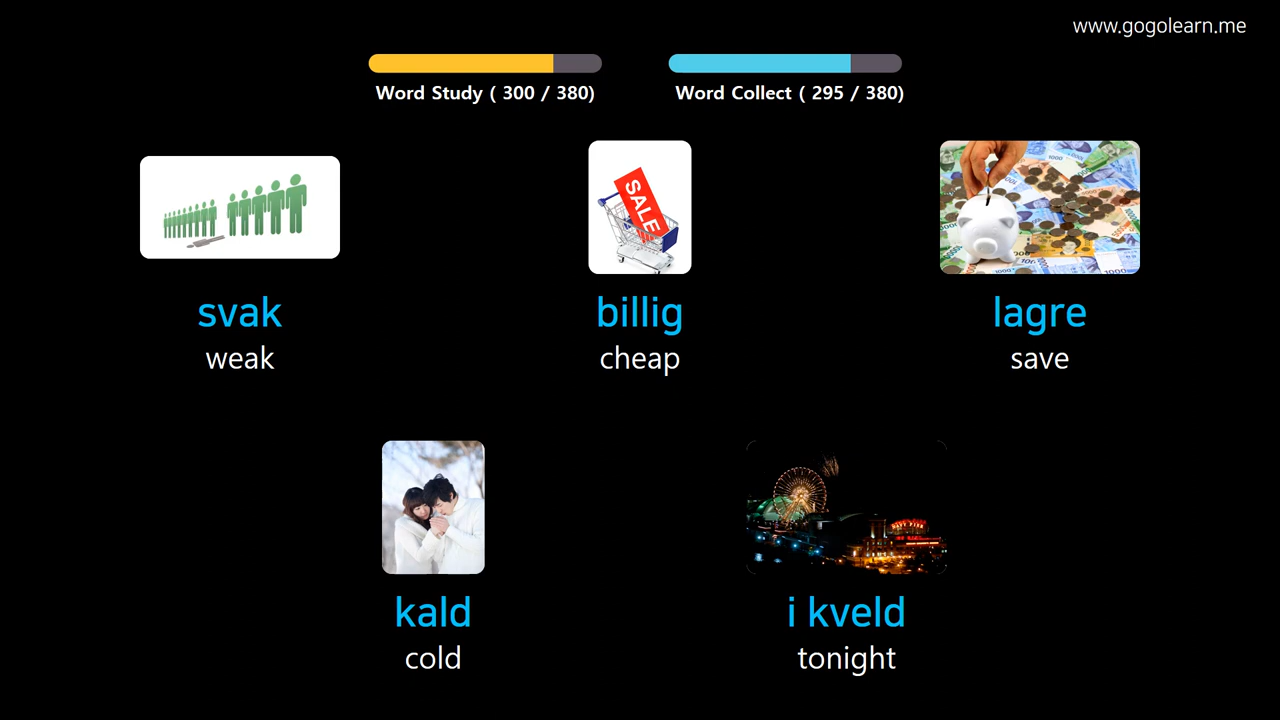 www.gogolearn.me
Word Study ( 300 / 380)
Word Collect ( 295 / 380)
SALE
svak
weak
billig
cheap
lagre
save
kald
cold
i kveld
tonight